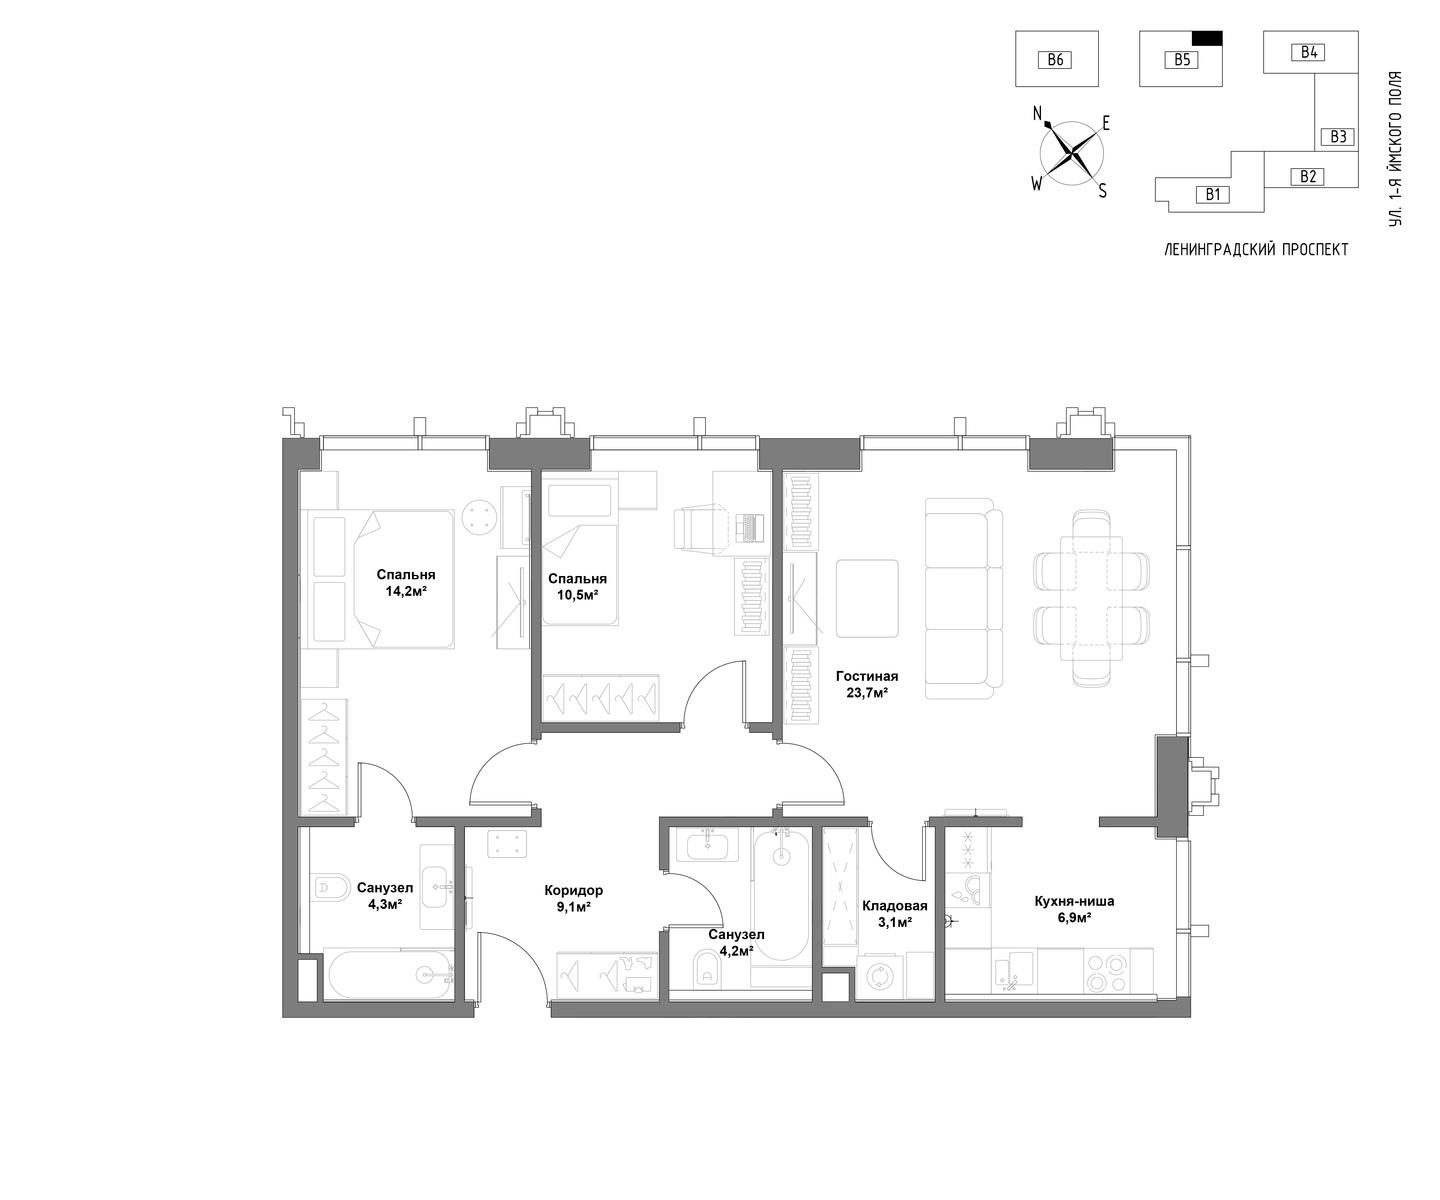 B6
B5
B4
N
E
W
S
B3
B2
B1
УЛ. 1-Я ЙМСКОГО ПОЛЯ
ЛЕНИНГРАДСКИЙ ПРОСПЕКТ
Спальня
14,2м²
Спальня
10,5м²
Гостиная
23,7м²
Санузел
4,3м²
Коридор
9,1м²
Санузел
4,2м²
Кладовая
3,1м²
Кухня-ниша
6,9м²